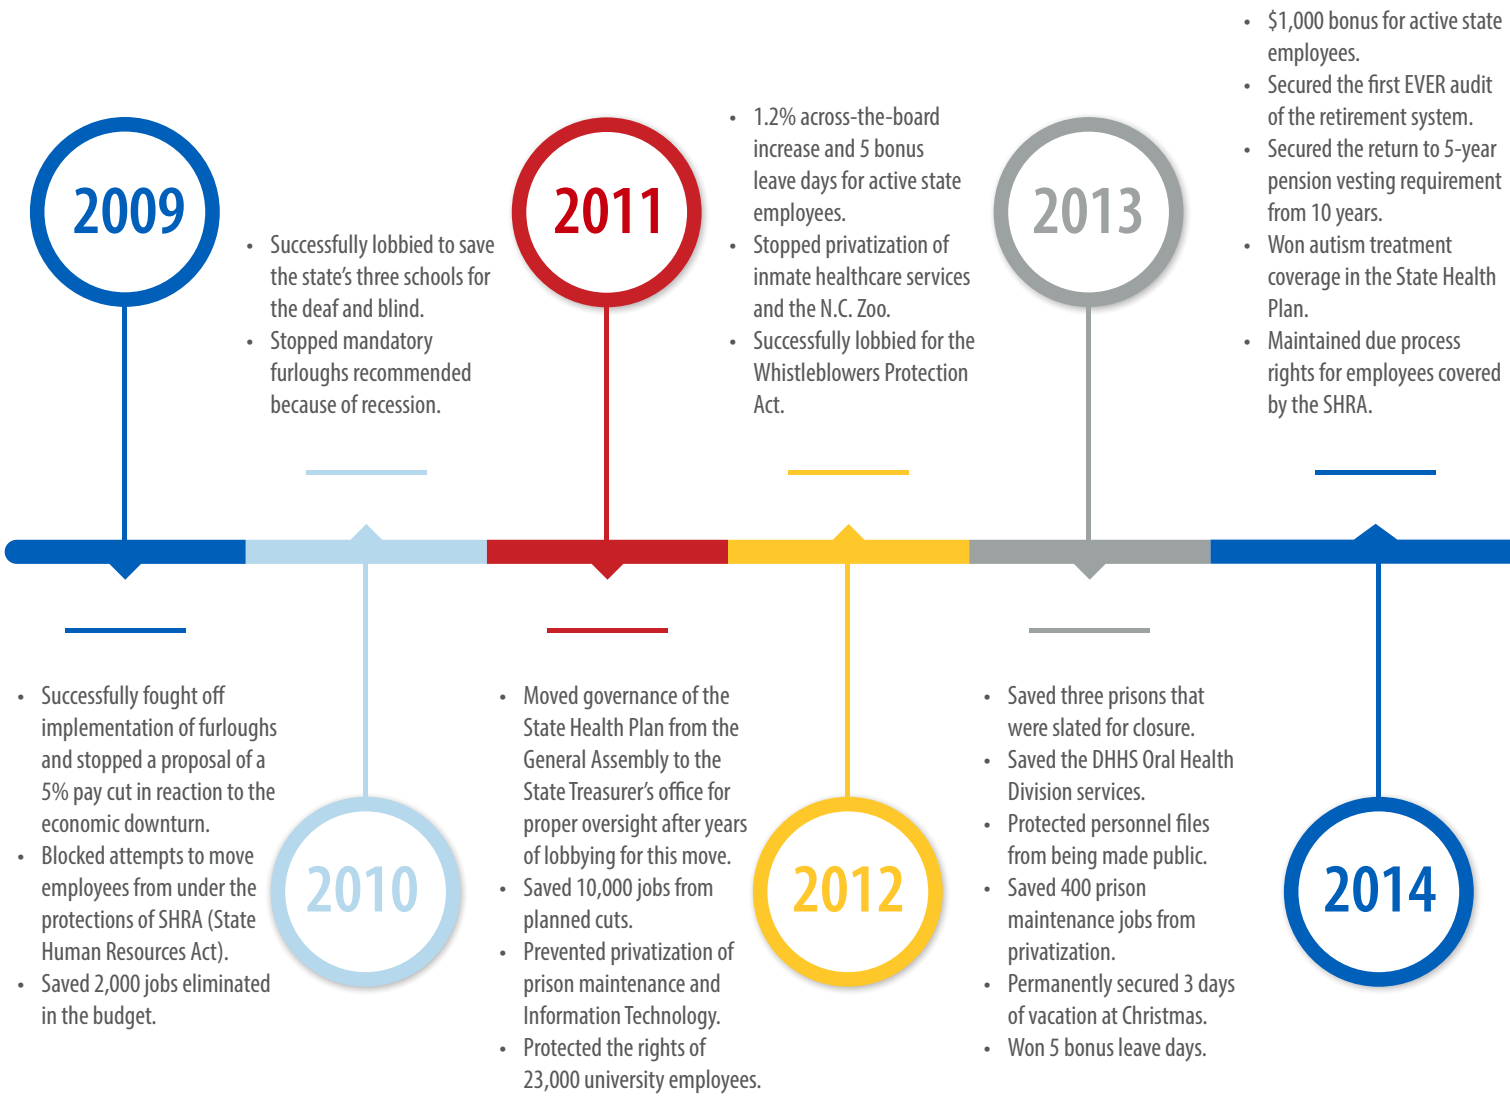 2009
• Successfully fought off
implementation of furloughs
and stopped a proposal of a
5% pay cut in reaction to the
economic downturn.
• Blocked attempts to move
employees from under the
protections of SHRA (State
Human Resources Act).
• Saved 2,000 jobs eliminated
in the budget.
• Successfully lobbied to save
the state’s three schools for
the deaf and blind.
• Stopped mandatory
furloughs recommended
because of recession.
2010
2011
• Moved governance of the
State Health Plan from the
General Assembly to the
State Treasurer’s office for
proper oversight after years
of lobbying for this move.
• Saved 10,000 jobs from
planned cuts.
• Prevented privatization of
prison maintenance and
Information Technology.
• Protected the rights of
23,000 university employees.
• 1.2% across-the-board
increase and 5 bonus
leave days for active state
employees.
• Stopped privatization of
inmate healthcare services
and the N.C. Zoo.
• Successfully lobbied for the
Whistleblowers Protection
Act.
2012
2013
• Saved three prisons that
were slated for closure.
• Saved the DHHS Oral Health
Division services.
• Protected personnel files
from being made public.
• Saved 400 prison
maintenance jobs from
privatization.
• Permanently secured 3 days
of vacation at Christmas.
• Won 5 bonus leave days.
• $1,000 bonus for active state
employees.
• Secured the first EVER audit
of the retirement system.
• Secured the return to 5-year
pension vesting requirement
from 10 years.
• Won autism treatment
coverage in the State Health
Plan.
• Maintained due process
rights for employees covered
by the SHRA.
2014